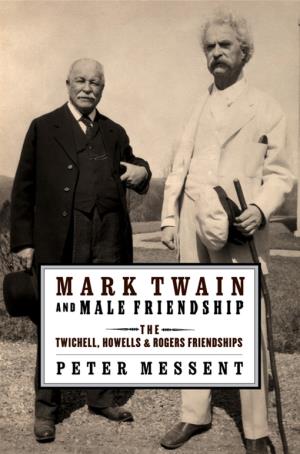 MARK TWAIN
AND MALE FRIENDSHIP
THE
TWICHELL, HOWELLS & ROGERS FRIENDSHIPS
PETER MESSENT